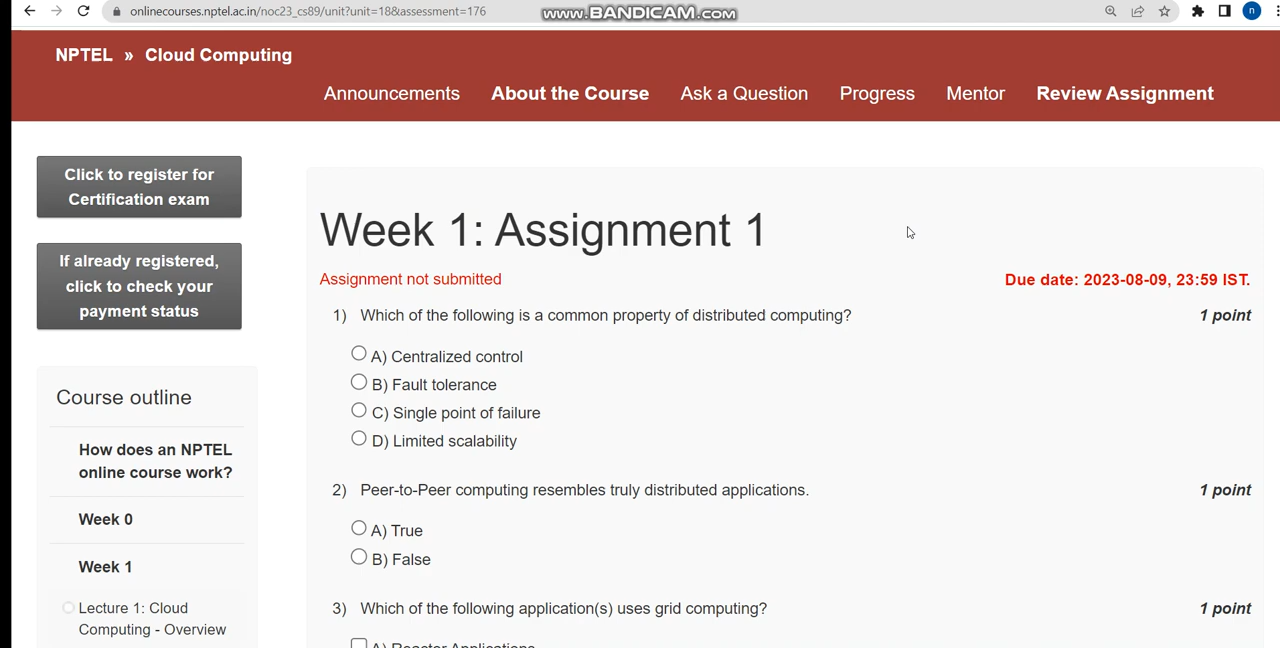 onlinecourses.nptel.ac.in/noc23_cs89/unit?unit=18&assessment=176
www.BANDICAM.com
n
NPTEL » Cloud Computing
Announcements About the Course Ask a Question Progress Mentor Review Assignment
Click to register for
Certification exam
If already registered,
click to check your
payment status
Course outline
How does an NPTEL
online course work?
Week 0
Week 1
Lecture 1: Cloud
Computing - Overview
Week 1: Assignment 1
Assignment not submitted Due date: 2023-08-09, 23:59 IST.
1) Which of the following is a common property of distributed computing? 1 point
A) Centralized control
B) Fault tolerance
C) Single point of failure
D) Limited scalability
2) Peer-to-Peer computing resembles truly distributed applications. 1 point
A) True
B) False
3) Which of the following application(s) uses grid computing? 1 point
A) Reactor Applications